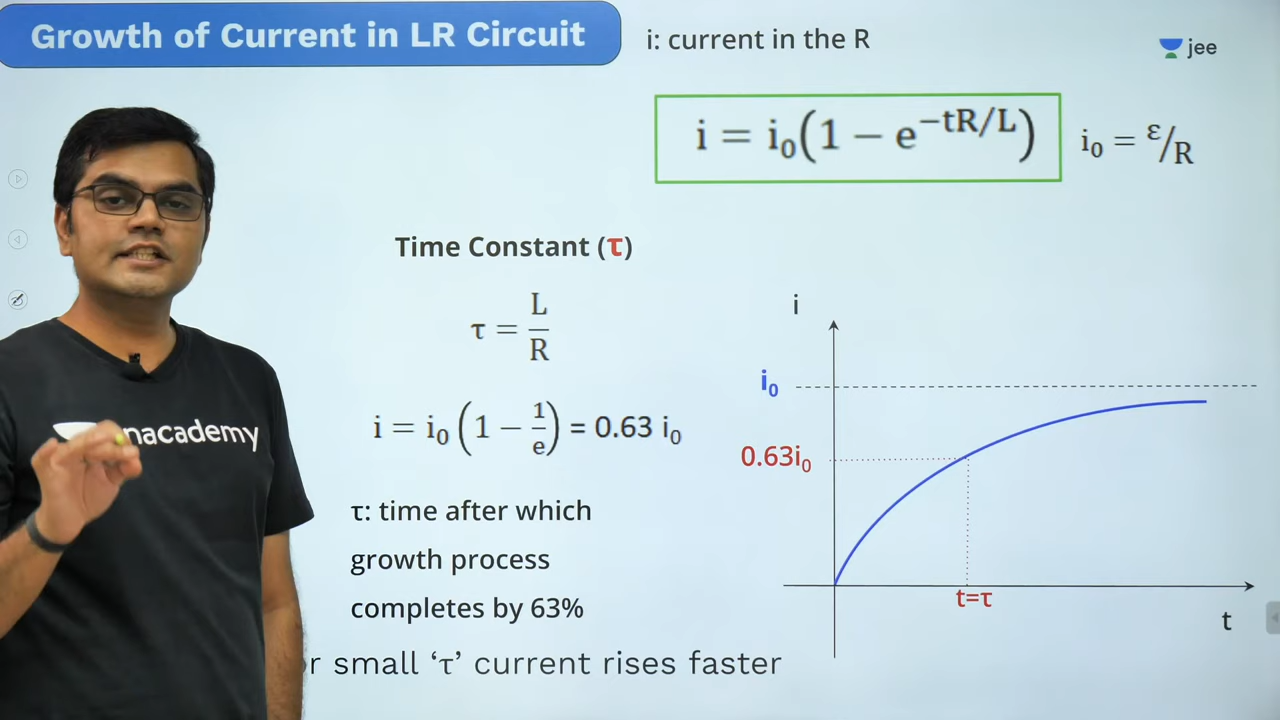 Growth of Current in LR Circuit
i: current in the R
jee
i = i₀(1 − e^(−tR/L))
i₀ = ε/R
Time Constant (τ)
τ = L/R
i = i₀(1 − 1/e) = 0.63 i₀
τ: time after which
growth process
completes by 63%
r small ‘τ’ current rises faster
nacademy
i
i₀
0.63i₀
t=τ
t